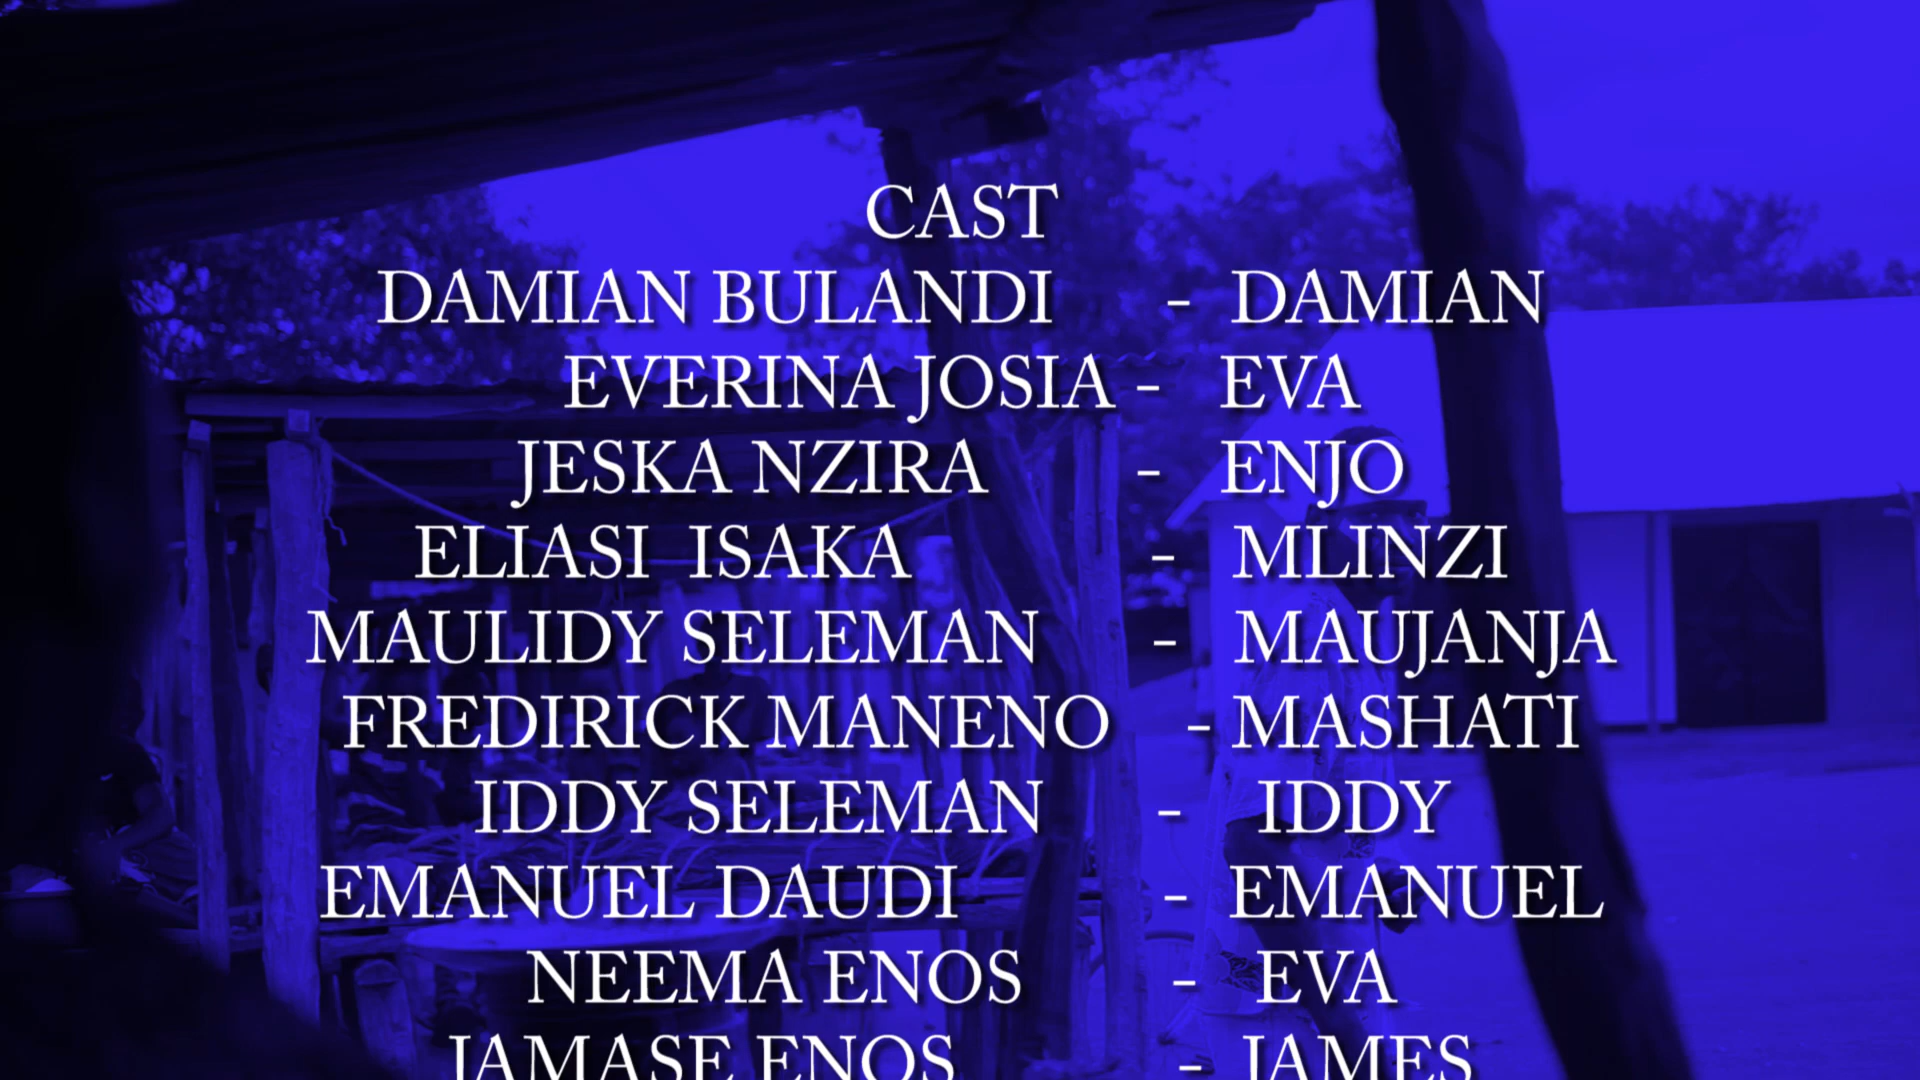 CAST
DAMIAN BULANDI - DAMIAN
EVERINA JOSIA - EVA
JESKA NZIRA - ENJO
ELIASI ISAKA - MLINZI
MAULIDY SELEMAN - MAUJANJA
FREDIRICK MANENO - MASHATI
IDDY SELEMAN - IDDY
EMANUEL DAUDI - EMANUEL
NEEMA ENOS - EVA
JAMASE ENOS - JAMES